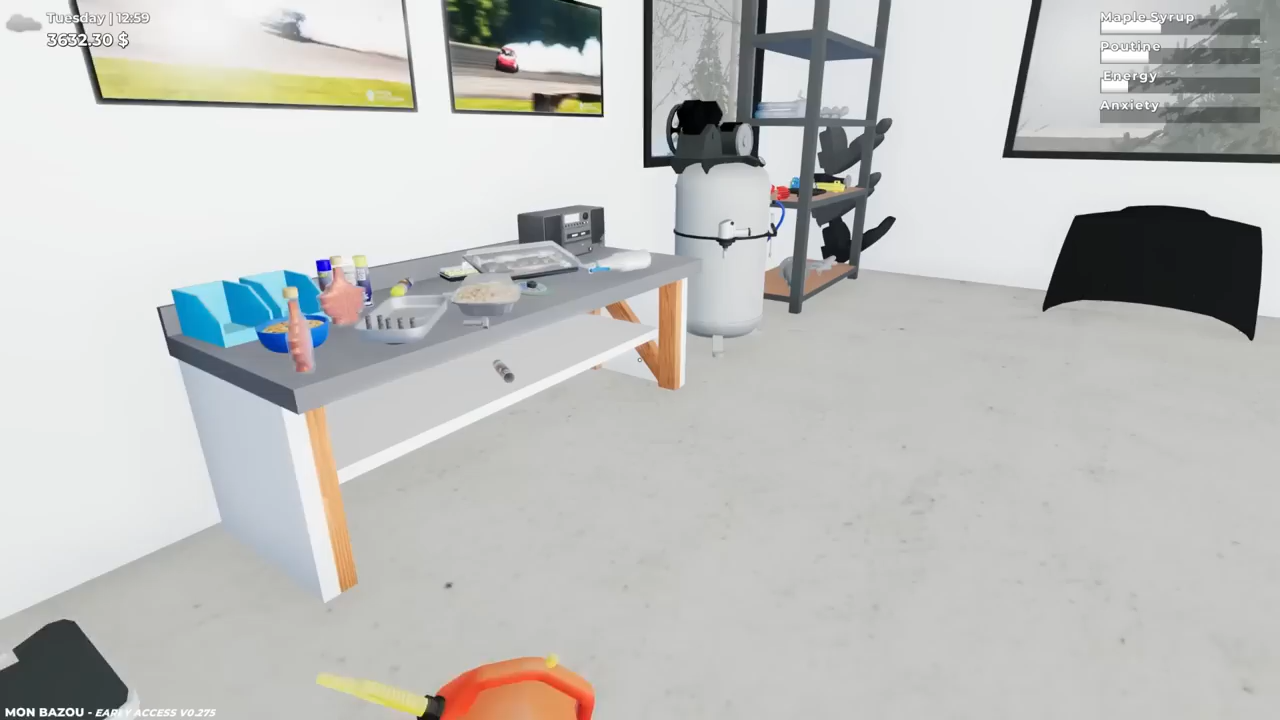 Tuesday | 12:59
3632.30 $
Maple Syrup
Poutine
Energy
Anxiety
MON BAZOU - EARLY ACCESS V0.275